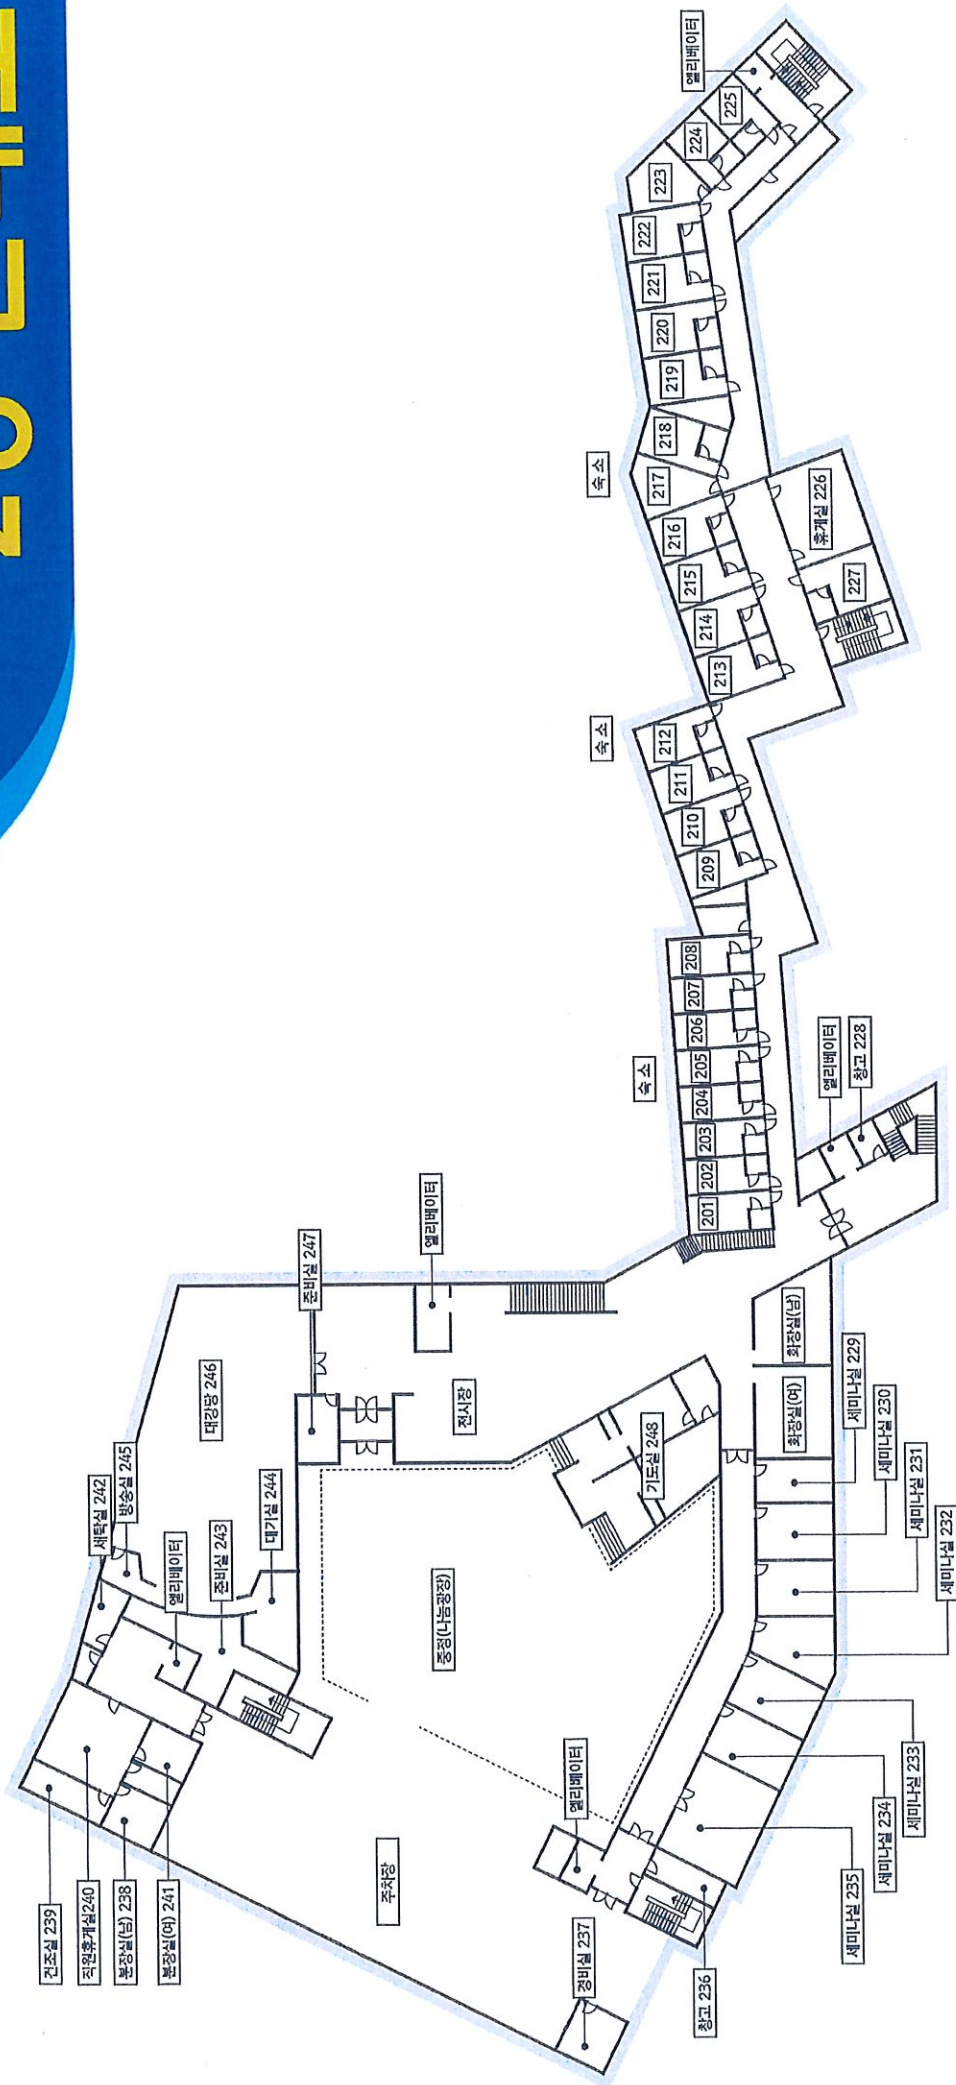 건조실 239
직원휴게실240
분장실(남) 238
분장실(여) 241
세탁실 242
방송실 245
엘리베이터
준비실 243
대기실 244
대강당 246
준비실 247
엘리베이터
전시장
주차장
중정(나눔광장)
기도실 248
엘리베이터
경비실 237
창고 236
숙소
201
202
203
204
205
206
207
208
숙소
209
210
211
212
숙소
213
214
215
216
217
218
219
220
221
222
223
224
225
엘리베이터
휴게실 226
227
엘리베이터
창고 228
화장실(남)
화장실(여)
세미나실 229
세미나실 230
세미나실 231
세미나실 232
세미나실 233
세미나실 234
세미나실 235